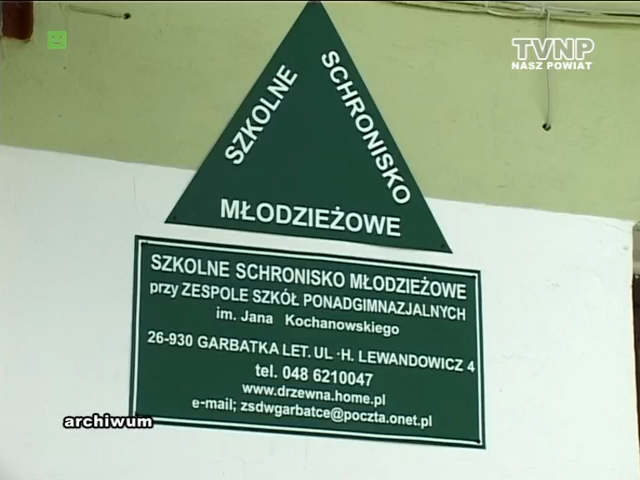 TVNP
NASZ POWIAT
SZKOLNE
SCHRONISKO
MŁODZIEŻOWE
SZKOLNE SCHRONISKO MŁODZIEŻOWE
przy ZESPOLE SZKÓŁ PONADGIMNAZJALNYCH
im. Jana Kochanowskiego
26-930 GARBATKA LET. UL ·H. LEWANDOWICZ 4
tel. 048 6210047
www.drzewna.home.pl
e-mail; zsdwgarbatce@poczta.onet.pl
archiwum